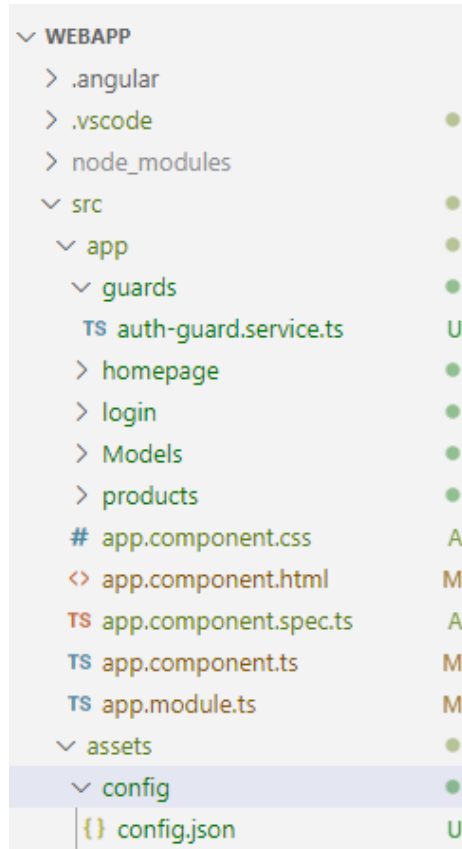 WEBAPP
.angular
.vscode
node_modules
src
app
guards
TS auth-guard.service.ts U
homepage
login
Models
products
# app.component.css A
<> app.component.html M
TS app.component.spec.ts A
TS app.component.ts M
TS app.module.ts M
assets
config
{} config.json U